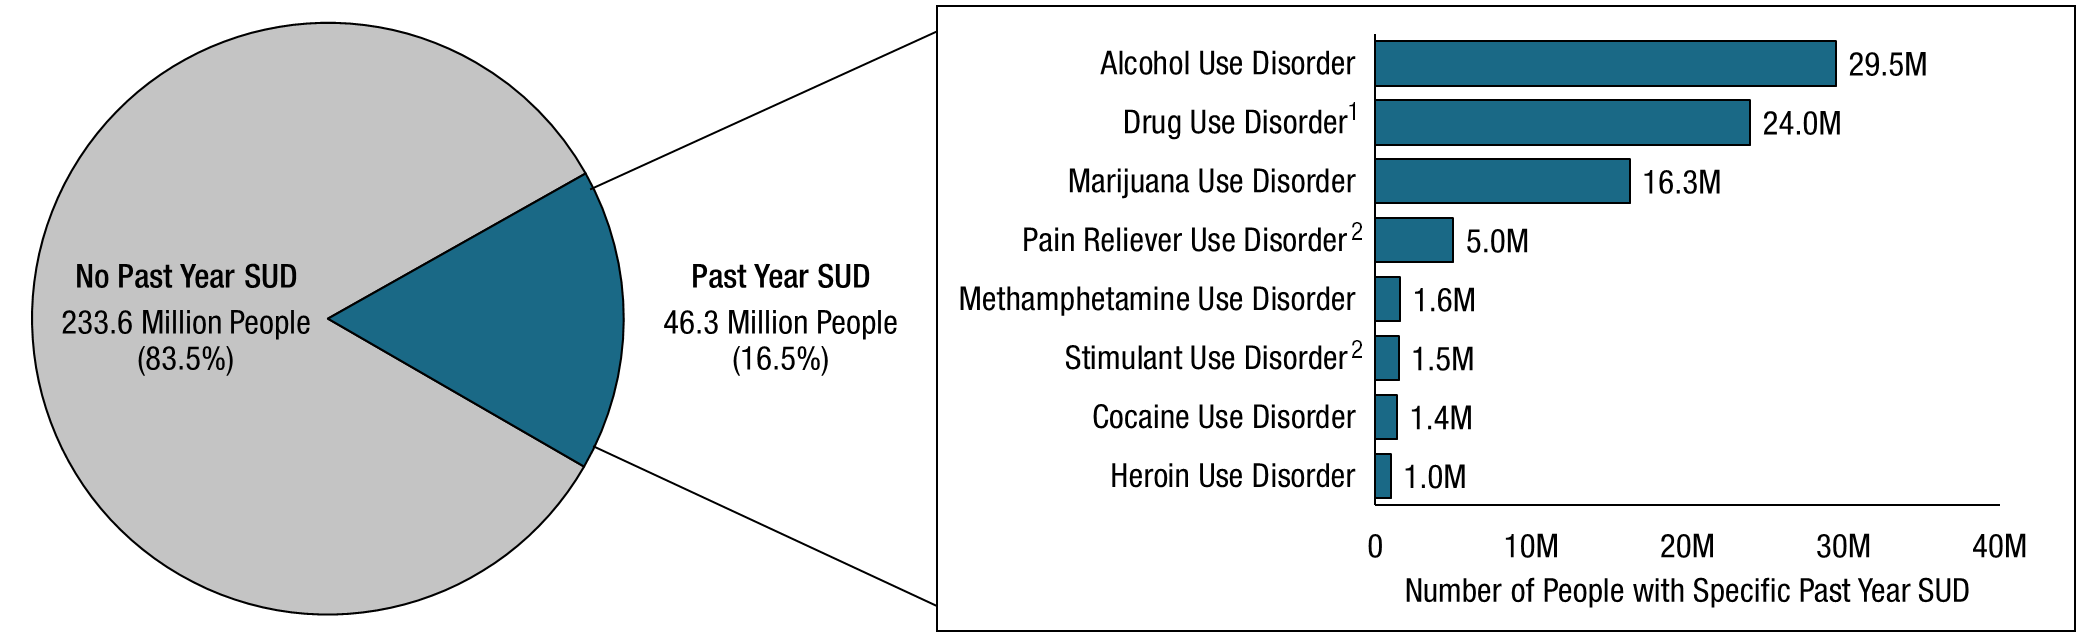 No Past Year SUD
233.6 Million People
(83.5%)
Past Year SUD
46.3 Million People
(16.5%)
Alcohol Use Disorder 29.5M
Drug Use Disorder¹ 24.0M
Marijuana Use Disorder 16.3M
Pain Reliever Use Disorder² 5.0M
Methamphetamine Use Disorder 1.6M
Stimulant Use Disorder² 1.5M
Cocaine Use Disorder 1.4M
Heroin Use Disorder 1.0M
0 10M 20M 30M 40M
Number of People with Specific Past Year SUD